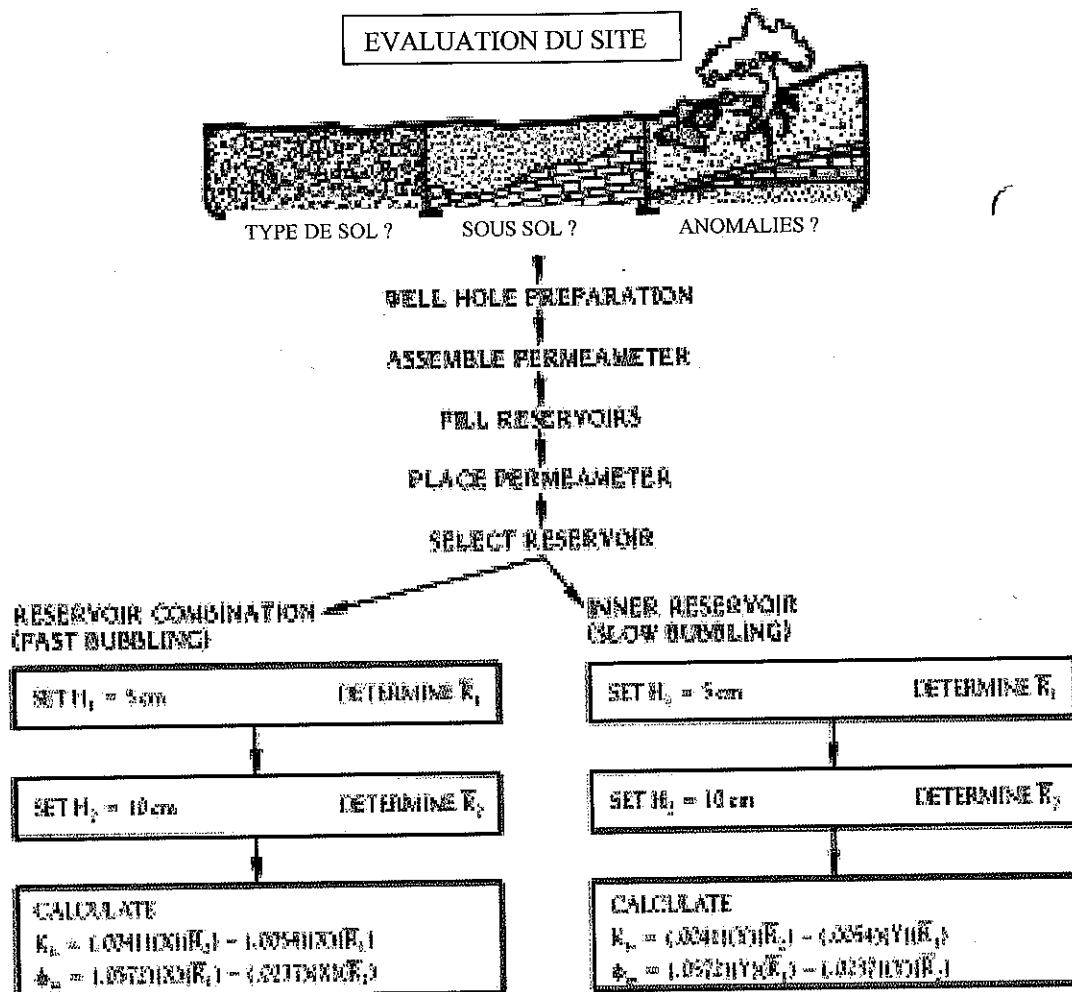 EVALUATION DU SITE
TYPE DE SOL ?
SOUS SOL ?
ANOMALIES ?
WELL HOLE PREPARATION
ASSEMBLE PERMEAMETER
FILL RESERVOIRS
PLACE PERMEAMETER
SELECT RESERVOIR
RESERVOIR COMBINATION
(FAST BUBBLING)
SET H₁ = 5 cm DETERMINE R̅₁
SET H₂ = 10 cm DETERMINE R̅₂
CALCULATE
INNER RESERVOIR
(SLOW BUBBLING)
SET H₁ = 5 cm DETERMINE R̅₁
SET H₂ = 10 cm DETERMINE R̅₂
CALCULATE